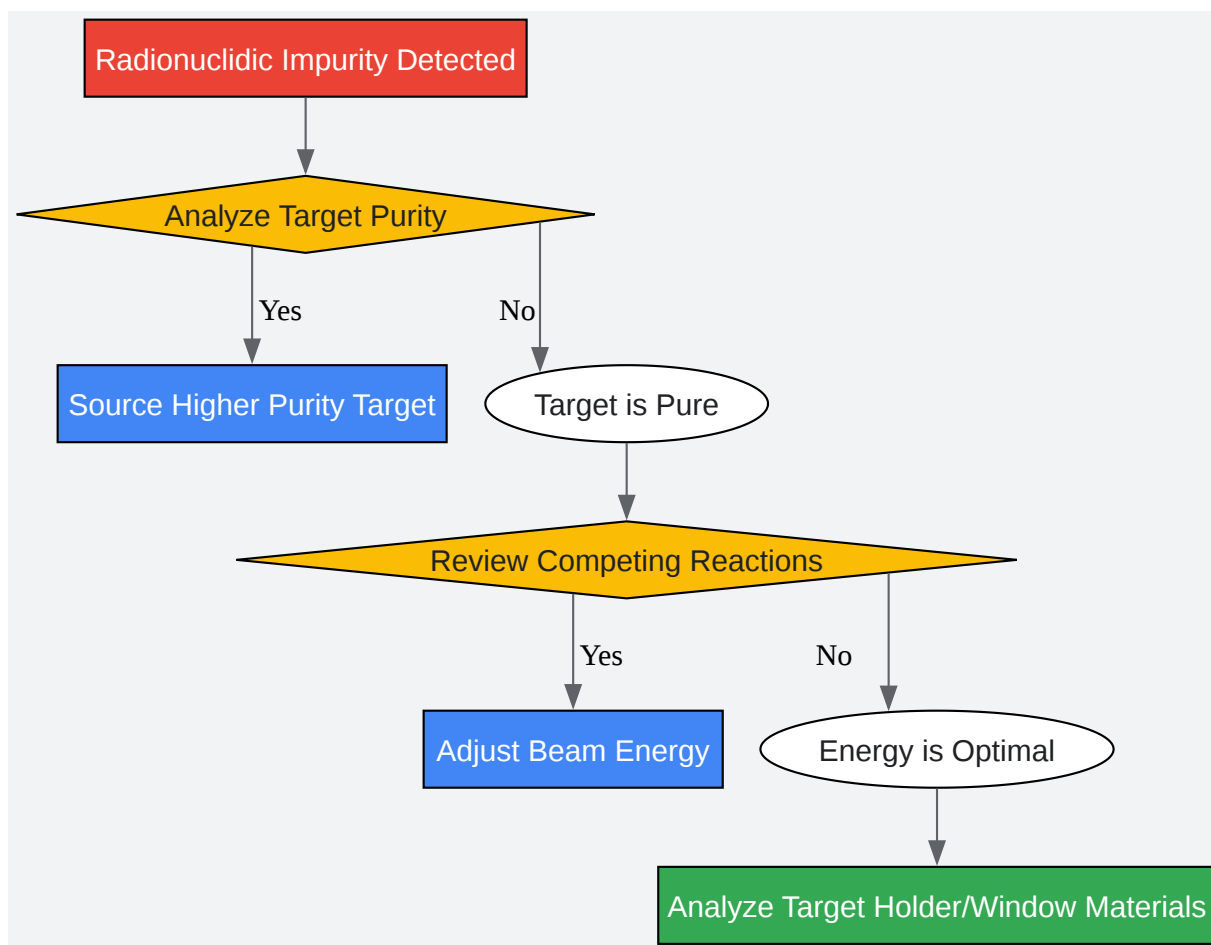 Radionuclidic Impurity Detected
Analyze Target Purity
Yes
No
Source Higher Purity Target
Target is Pure
Review Competing Reactions
Yes
No
Adjust Beam Energy
Energy is Optimal
Analyze Target Holder/Window Materials